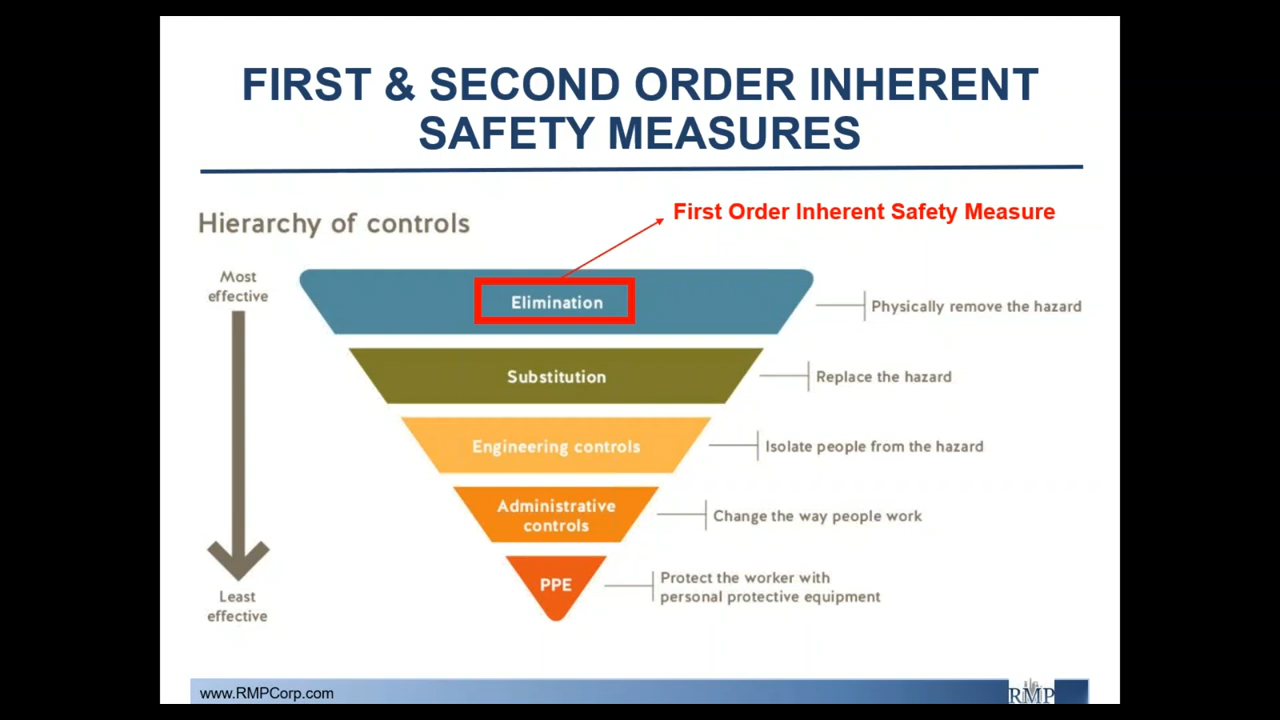 FIRST & SECOND ORDER INHERENT
SAFETY MEASURES
First Order Inherent Safety Measure
Hierarchy of controls
Most
effective
Elimination
Physically remove the hazard
Substitution
Replace the hazard
Engineering controls
Isolate people from the hazard
Administrative
controls
Change the way people work
PPE
Protect the worker with
personal protective equipment
Least
effective
www.RMPCorp.com
RMP